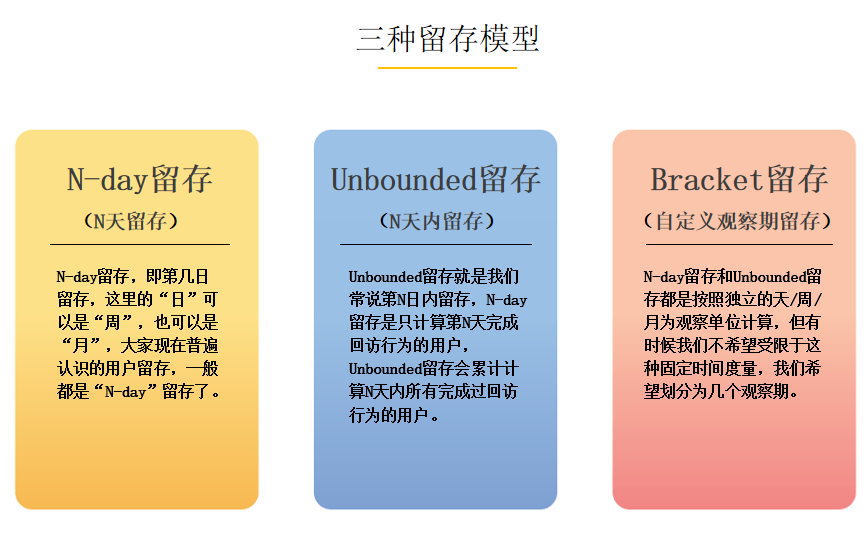 三种留存模型
N-day留存
（N天留存）
N-day留存，即第几日
留存，这里的“日”可
以是“周”，也可以是
“月”，大家现在普遍
认识的用户留存，一般
都是“N-day”留存了。
Unbounded留存
（N天内留存）
Unbounded留存就是我们
常说第N日内留存，N-day
留存是只计算第N天完成
回访行为的用户，
Unbounded留存会累计计
算N天内所有完成过回访
行为的用户。
Bracket留存
（自定义观察期留存）
N-day留存和Unbounded留
存都是按照独立的天/周/
月为观察单位计算，但有
时候我们不希望受限于这
种固定时间度量，我们希
望划分为几个观察期。